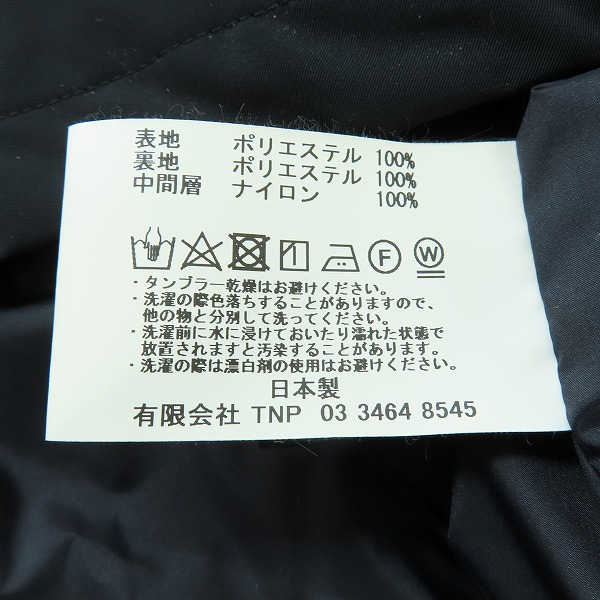 表地 ポリエステル 100%
裏地 ポリエステル 100%
中間層 ナイロン 100%
F W
・タンブラー乾燥はお避けください。
・洗濯の際色落ちすることがありますので、
他の物と分別して洗ってください。
・洗濯前に水に浸けておいたり濡れた状態で
放置されますと汚染することがあります。
・洗濯の際は漂白剤の使用はお避けください。
日本製
有限会社 TNP 03 3464 8545